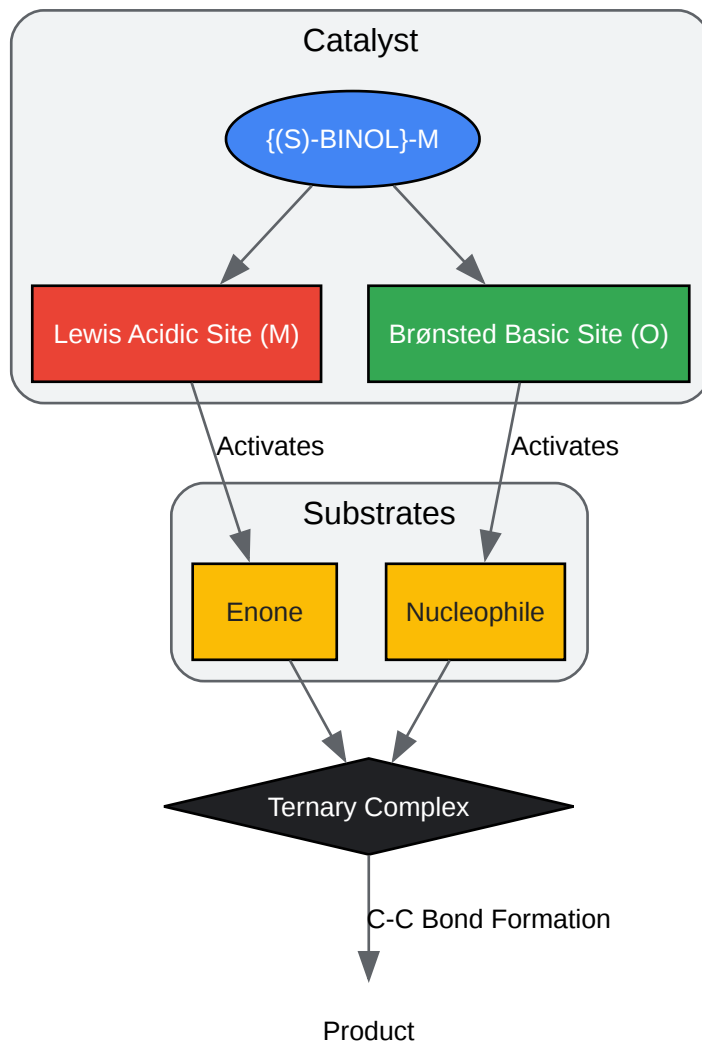 Catalyst
{(S)-BINOL}-M
Lewis Acidic Site (M)
Brønsted Basic Site (O)
Activates
Activates
Substrates
Enone
Nucleophile
Ternary Complex
C-C Bond Formation
Product